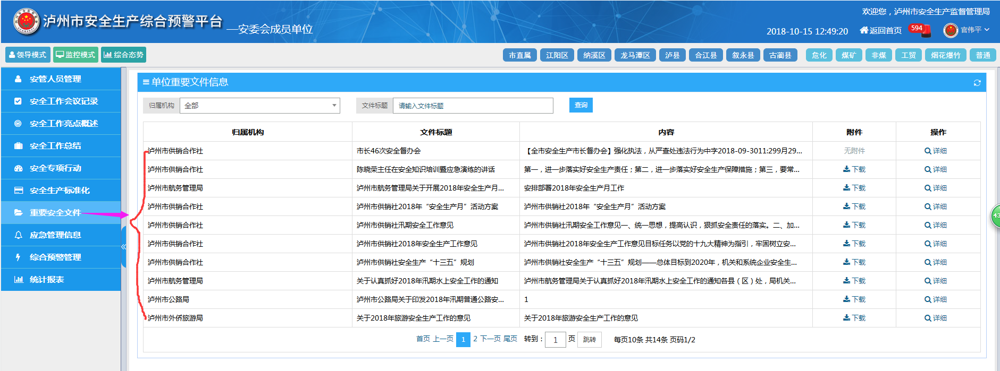 泸州市安全生产综合预警平台 —安委会成员单位
欢迎您，泸州市安全生产监督管理局
2018-10-15 12:49:20 返回首页 594 官伟平
领导模式 监控模式 综合态势 市直属 江阳区 纳溪区 龙马潭区 泸县 合江县 叙永县 古蔺县 危化 煤矿 非煤 工贸 烟花爆竹 普通
安管人员管理
安全工作会议记录
安全工作亮点概述
安全工作总结
安全专项行动
安全生产标准化
重要安全文件
应急管理信息
综合预警管理
统计报表
单位重要文件信息
归属机构 全部 文件标题 请输入文件标题 查询
归属机构 文件标题 内容 附件 操作
泸州市供销合作社 市长46次安全督办会 【全市安全生产市长督办会】强化执法，从严查处违法行为中字2018-09-3011:299月29... 无附件 详细
泸州市供销合作社 陈晓荣主任在安全知识培训暨应急演练的讲话 第一，进一步落实好安全生产责任；第二，进一步落实好安全生产保障措施；第三，要常... 下载 详细
泸州市航务管理局 泸州市航务管理局关于开展2018年安全生产月... 安排部署2018年安全生产月工作 下载 详细
泸州市供销合作社 泸州市供销社2018年“安全生产月”活动方案 泸州市供销社2018年“安全生产月”活动方案 下载 详细
泸州市供销合作社 泸州市供销社汛期安全工作意见 泸州市供销社汛期安全工作意见一、统一思想，提高认识，狠抓安全责任的落实。二、加... 下载 详细
泸州市供销合作社 泸州市供销社2018年安全生产工作意见 泸州市供销社2018年安全生产工作意见目标任务以党的十九大精神为指引，牢固树立安... 下载 详细
泸州市供销合作社 泸州市供销社安全生产“十三五”规划 泸州市供销社安全生产“十三五”规划——总体目标到2020年，机关和系统企业安全生... 下载 详细
泸州市航务管理局 关于认真抓好2018年汛期水上安全工作的通知 泸州市航务管理局关于认真抓好2018年汛期水上安全工作的通知各县（区）处，局机关... 下载 详细
泸州市公路局 泸州市公路局关于印发2018年汛期普通公路安... 1 下载 详细
泸州市外侨旅游局 关于2018年旅游安全生产工作的意见 关于2018年旅游安全生产工作的意见 下载 详细
首页 上一页 1 2 下一页 尾页 转到： 1 页 跳转 每页10条 共14条 页码1/2